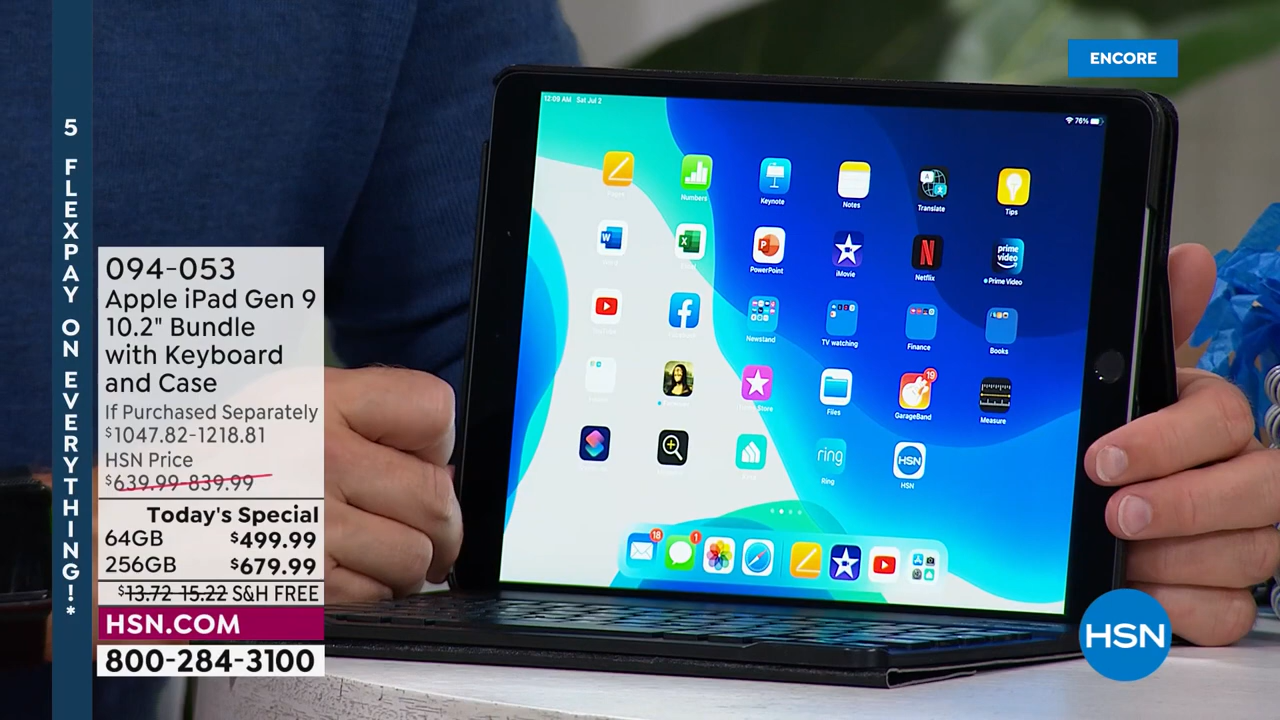 ENCORE
5 FLEXPAY ON EVERYTHING!*
094-053
Apple iPad Gen 9
10.2" Bundle
with Keyboard
and Case
If Purchased Separately
$1047.82-1218.81
HSN Price
$639.99-839.99
Today's Special
64GB $499.99
256GB $679.99
$13.72-15.22 S&H FREE
HSN.COM
800-284-3100
12:09 AM Sat Jul 2
76%
Numbers
Keynote
Notes
Translate
Tips
PowerPoint
iMovie
Netflix
prime video
Prime Video
Newstand
TV watching
Finance
Books
Files
19
GarageBand
Measure
ring
Ring
HSN
HSN
18
1
HSN